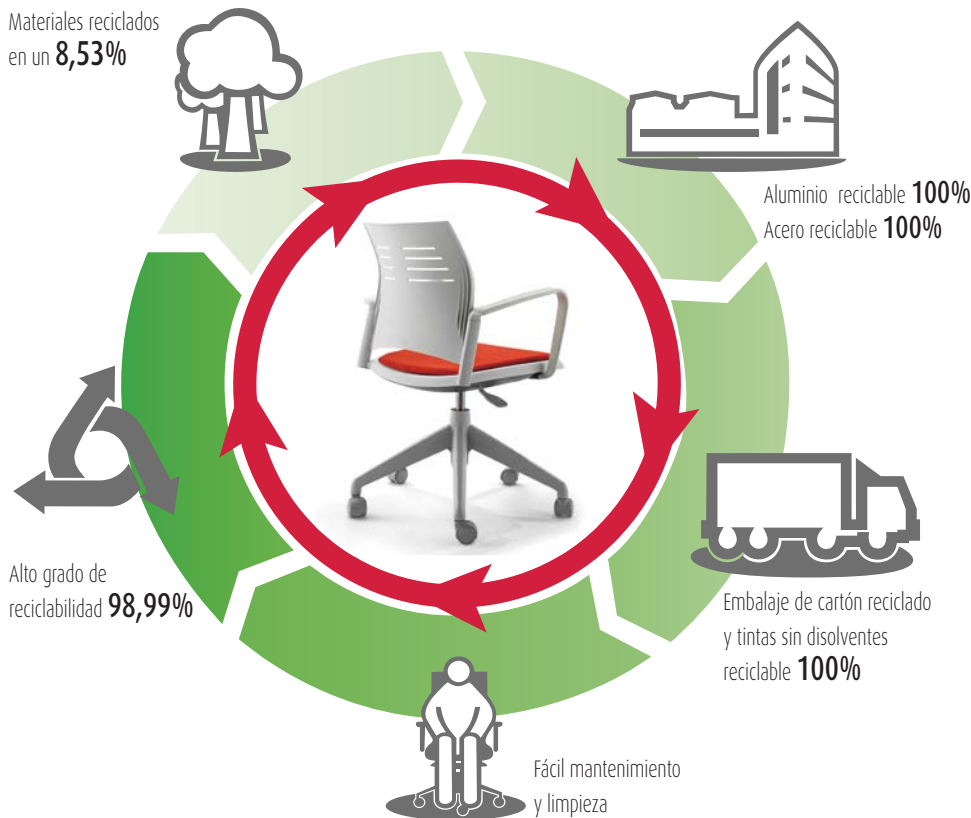 Materiales reciclados
en un 8,53%
Aluminio reciclable 100%
Acero reciclable 100%
Embalaje de cartón reciclado
y tintas sin disolventes
reciclable 100%
Fácil mantenimiento
y limpieza
Alto grado de
reciclabilidad 98,99%